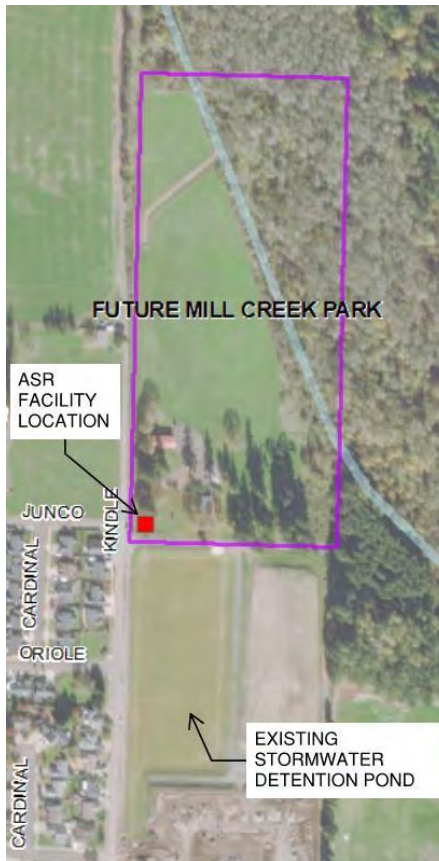 FUTURE MILL CREEK PARK
ASR
FACILITY
LOCATION
JUNCO
KINDLE
CARDINAL
ORIOLE
EXISTING
STORMWATER
DETENTION POND
CARDINAL